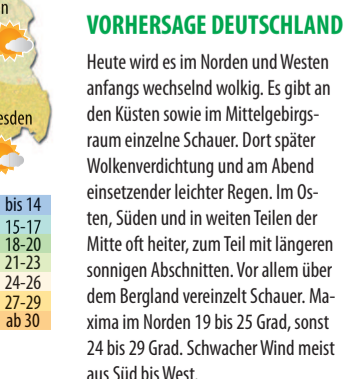 n
esden
bis 14
15-17
18-20
21-23
24-26
27-29
ab 30
VORHERSAGE DEUTSCHLAND
Heute wird es im Norden und Westen
anfangs wechselnd wolkig. Es gibt an
den Küsten sowie im Mittelgebirgs-
raum einzelne Schauer. Dort später
Wolkenverdichtung und am Abend
einsetzender leichter Regen. Im Os-
ten, Süden und in weiten Teilen der
Mitte oft heiter, zum Teil mit längeren
sonnigen Abschnitten. Vor allem über
dem Bergland vereinzelt Schauer. Ma-
xima im Norden 19 bis 25 Grad, sonst
24 bis 29 Grad. Schwacher Wind meist
aus Süd bis West.